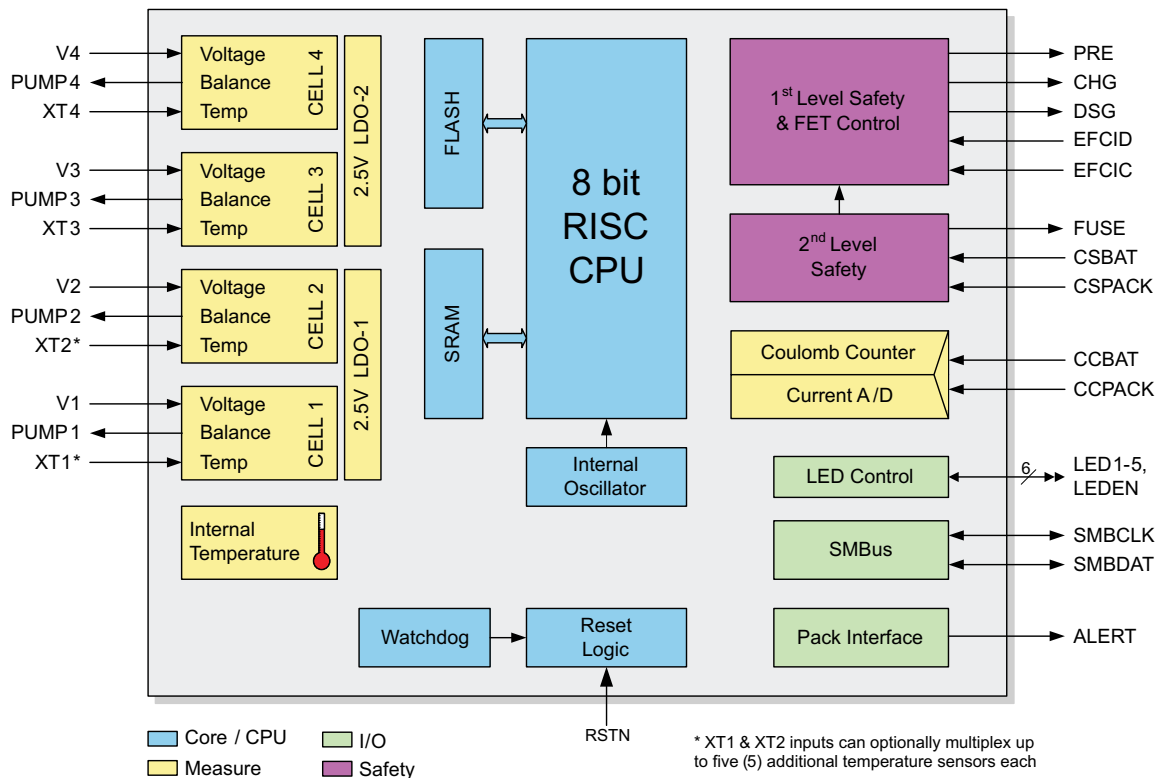 V4
PUMP4
XT4
V3
PUMP3
XT3
V2
PUMP2
XT2*
V1
PUMP1
XT1*
Voltage
Balance
Temp
CELL 4
Voltage
Balance
Temp
CELL 3
2.5V LDO-2
Voltage
Balance
Temp
CELL 2
Voltage
Balance
Temp
CELL 1
2.5V LDO-1
Internal
Temperature
FLASH
SRAM
8 bit
RISC
CPU
Internal
Oscillator
Watchdog
Reset
Logic
RSTN
1st Level Safety
& FET Control
2nd Level
Safety
Coulomb Counter
Current A/D
LED Control
SMBus
Pack Interface
PRE
CHG
DSG
EFCID
EFCIC
FUSE
CSBAT
CSPACK
CCBAT
CCPACK
6
LED1-5,
LEDEN
SMBCLK
SMBDAT
ALERT
Core / CPU
I/O
Measure
Safety
* XT1 & XT2 inputs can optionally multiplex up
to five (5) additional temperature sensors each